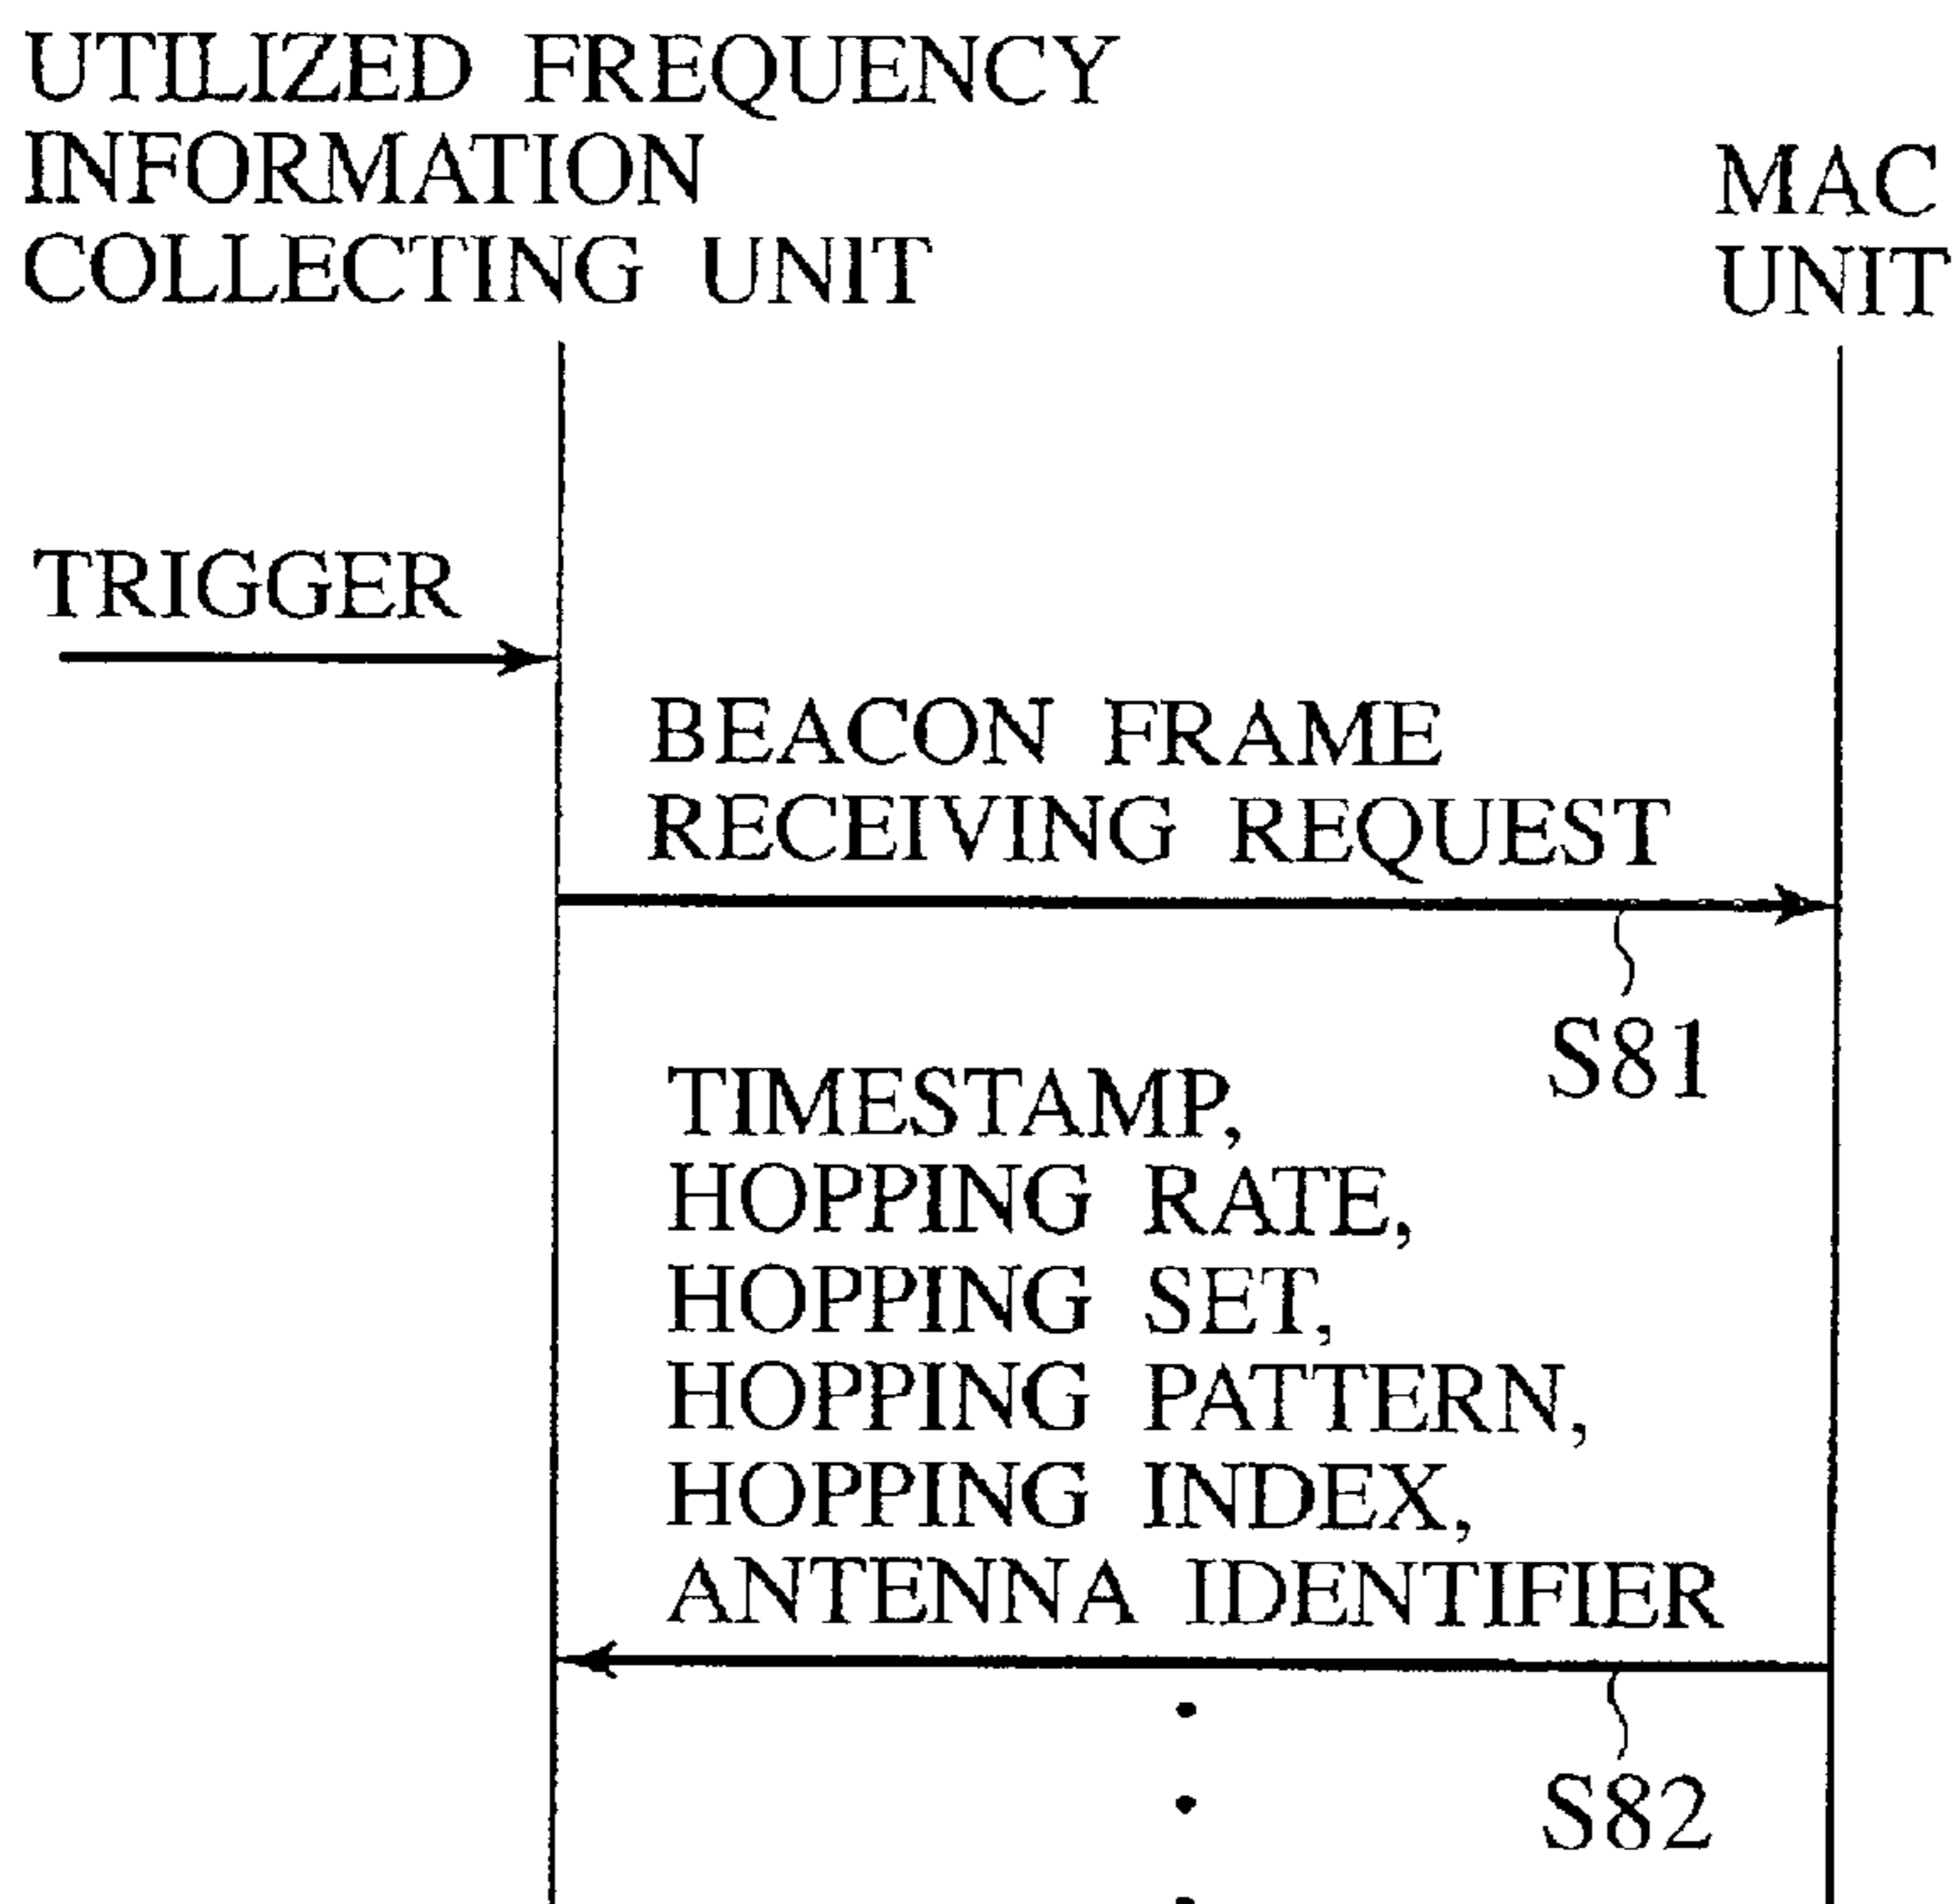 UTILIZED FREQUENCY
INFORMATION
COLLECTING UNIT
MAC
UNIT
TRIGGER
BEACON FRAME
RECEIVING REQUEST
S81
TIMESTAMP,
HOPPING RATE,
HOPPING SET,
HOPPING PATTERN,
HOPPING INDEX,
ANTENNA IDENTIFIER
S82